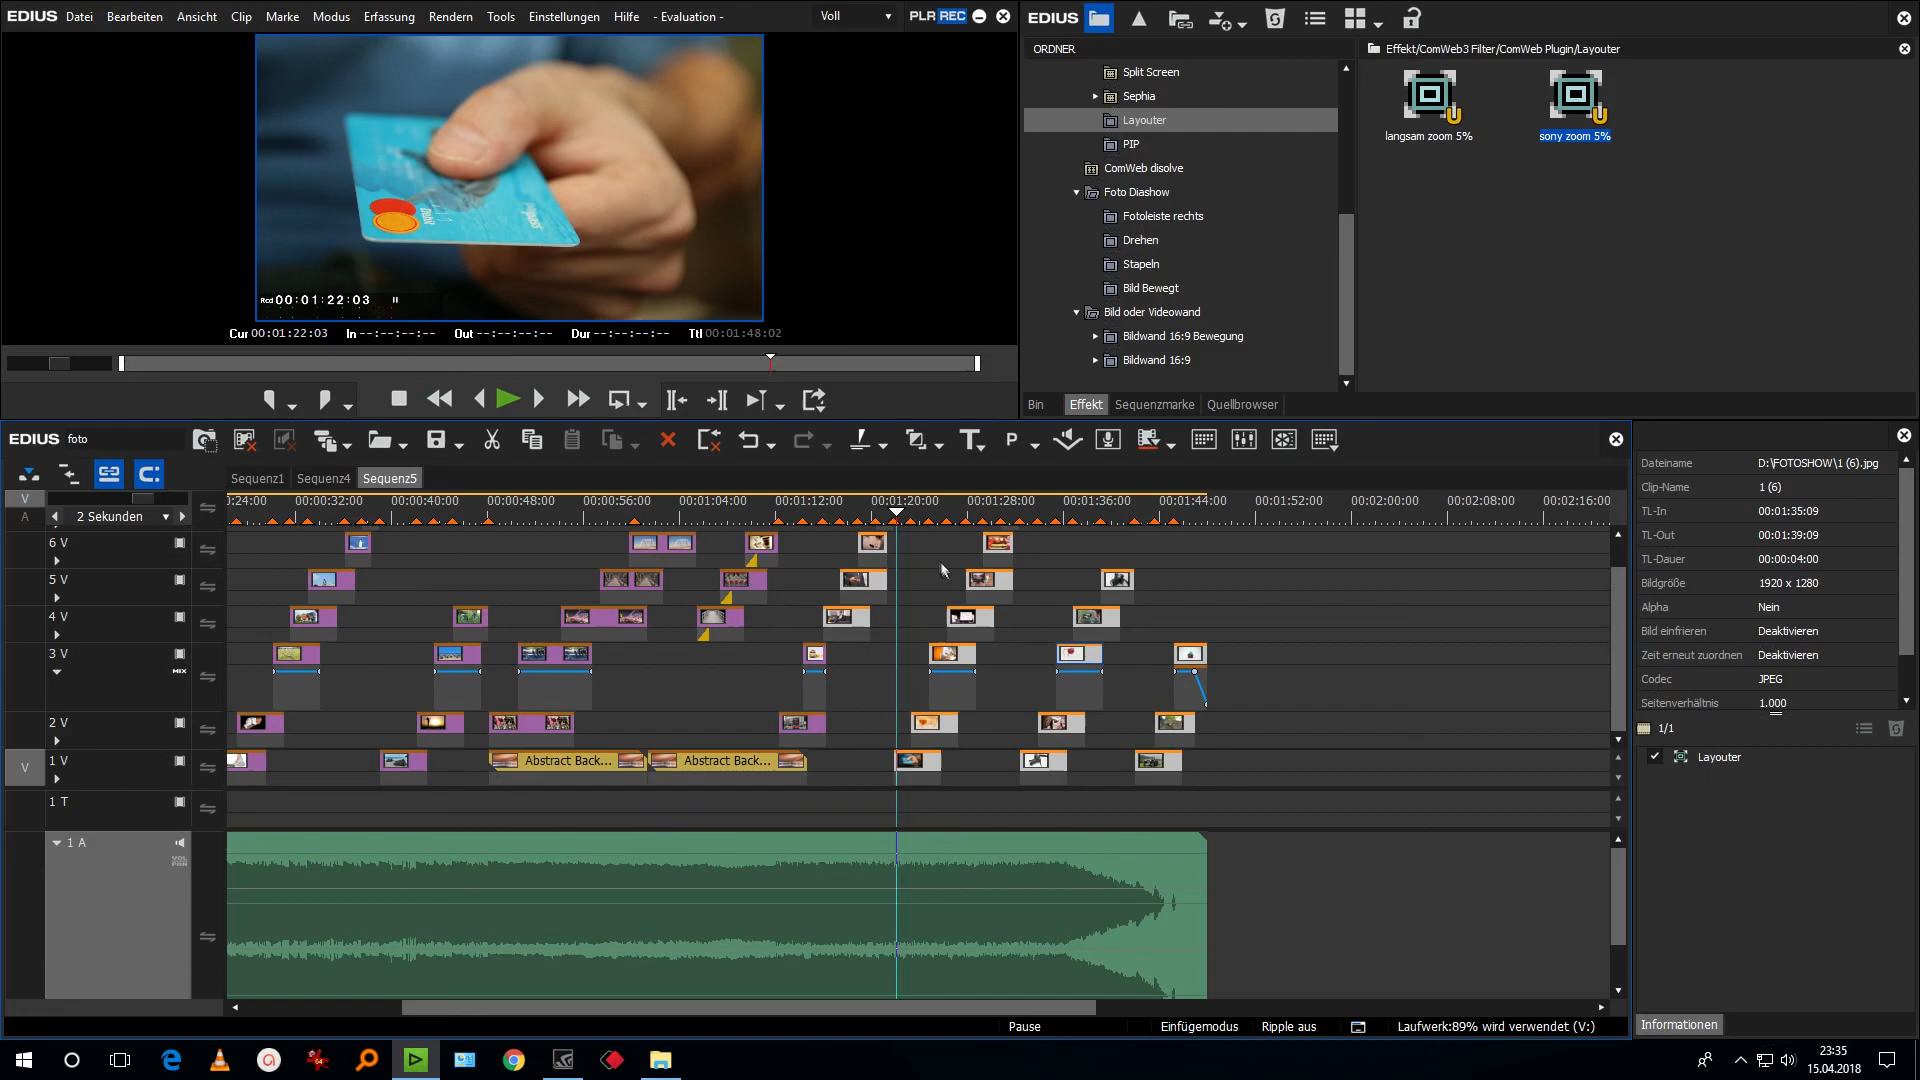 EDIUS Datei Bearbeiten Ansicht Clip Marke Modus Erfassung Rendern Tools Einstellungen Hilfe - Evaluation - Voll PLR REC
Rcd 00:01:22:03
Cur 00:01:22:03 In --:--:--:-- Out --:--:--:-- Dur --:--:--:-- Ttl 00:01:48:02
EDIUS
ORDNER
Effekt/ComWeb3 Filter/ComWeb Plugin/Layouter
Split Screen
Sephia
Layouter
PIP
ComWeb disolve
Foto Diashow
Fotoleiste rechts
Drehen
Stapeln
Bild Bewegt
Bild oder Videowand
Bildwand 16:9 Bewegung
Bildwand 16:9
langsam zoom 5% sony zoom 5%
Bin Effekt Sequenzmarke Quellbrowser
EDIUS foto
Sequenz1 Sequenz4 Sequenz5
V
A
2 Sekunden
0:24:00 00:00:32:00 00:00:40:00 00:00:48:00 00:00:56:00 00:01:04:00 00:01:12:00 00:01:20:00 00:01:28:00 00:01:36:00 00:01:44:00 00:01:52:00 00:02:00:00 00:02:08:00 00:02:16:00
6 V
5 V
4 V
3 V
MIX
2 V
V 1 V Abstract Back... Abstract Back...
1 T
1 A
VOL
PAN
Pause Einfügemodus Ripple aus Laufwerk:89% wird verwendet (V:)
Dateiname D:\FOTOSHOW\1 (6).jpg
Clip-Name 1 (6)
TL-In 00:01:35:09
TL-Out 00:01:39:09
TL-Dauer 00:00:04:00
Bildgröße 1920 x 1280
Alpha Nein
Bild einfrieren Deaktivieren
Zeit erneut zuordnen Deaktivieren
Codec JPEG
Seitenverhältnis 1.000
1/1
Layouter
Informationen
23:35
15.04.2018